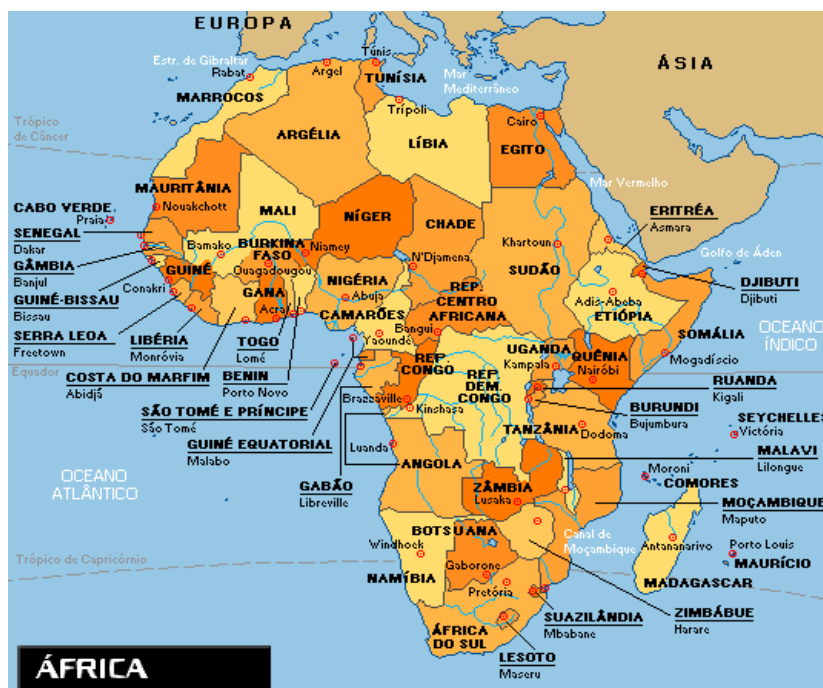 EUROPA
ÁSIA
Estr. de Gibraltar
Rabat
Argel
Túnis
TUNÍSIA
Mar
Mediterrâneo
MARROCOS
Trípoli
Cairo
Trópico
de Câncer
ARGÉLIA
LÍBIA
EGITO
Mar Vermelho
MAURITÂNIA
Nouakchott
CABO VERDE
Praia
MALI
NÍGER
CHADE
SUDÃO
Khartoun
ERITRÉA
Asmara
SENEGAL
Dakar
Bamako
BURKINA
FASO
Niamey
Ouagadougou
N'Djamena
Golfo de Áden
GÂMBIA
Banjul
GUINÉ
Conakri
GUINÉ-BISSAU
Bissau
NIGÉRIA
Abuja
REP.
CENTRO
AFRICANA
DJIBUTI
Djibuti
Adis-Abeba
ETIÓPIA
GANA
Acra
SERRA LEOA
Freetown
LIBÉRIA
Monróvia
TOGO
Lomé
CAMARÕES
Yaoundé
Bangui
SOMÁLIA
OCEANO
ÍNDICO
Mogadíscio
UGANDA
Kampala
QUÊNIA
Nairóbi
Equador
COSTA DO MARFIM
Abidjã
BENIN
Porto Novo
REP.
CONGO
REP.
DEM.
CONGO
RUANDA
Kigali
Brazzaville
Kinshasa
SÃO TOMÉ E PRÍNCIPE
São Tomé
BURUNDI
Bujumbura
TANZÂNIA
Dodoma
SEYCHELLES
Victória
GUINÉ EQUATORIAL
Malabo
Luanda
ANGOLA
MALAVI
Lilongue
OCEANO
ATLÂNTICO
GABÃO
Libreville
ZÂMBIA
Lusaka
Moroni
COMORES
MOÇAMBIQUE
Maputo
BOTSUANA
Canal de
Moçambique
Windhoek
Gaborone
Antananarivo
Porto Louis
MAURÍCIO
Trópico de Capricórnio
NAMÍBIA
Pretória
MADAGASCAR
SUAZILÂNDIA
Mbabane
ZIMBÁBUE
Harare
ÁFRICA
DO SUL
LESOTO
Maseru
ÁFRICA